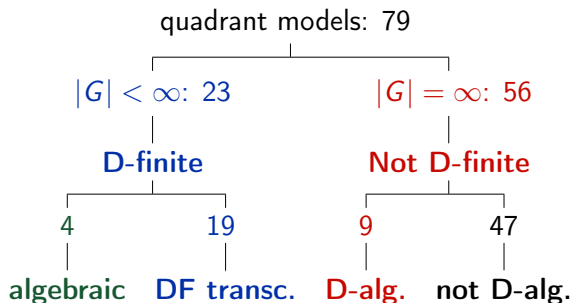 quadrant models: 79
|G| < ∞: 23 |G| = ∞: 56
D-finite Not D-finite
4 19 9 47
algebraic DF transc. D-alg. not D-alg.